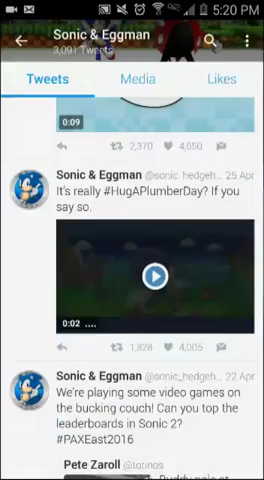 5:20 PM
Sonic & Eggman
3,091 Tweets
Tweets Media Likes
0:09
2,370 4,650
Sonic & Eggman @sonic_hedgeh... 25 Apr
It's really #HugAPlumberDay? If you
say so.
0:02 ....
1,828 4,005
Sonic & Eggman @sonic_hedgeh... 22 Apr
We're playing some video games on
the bucking couch! Can you top the
leaderboards in Sonic 2?
#PAXEast2016
Pete Zaroll @totinos